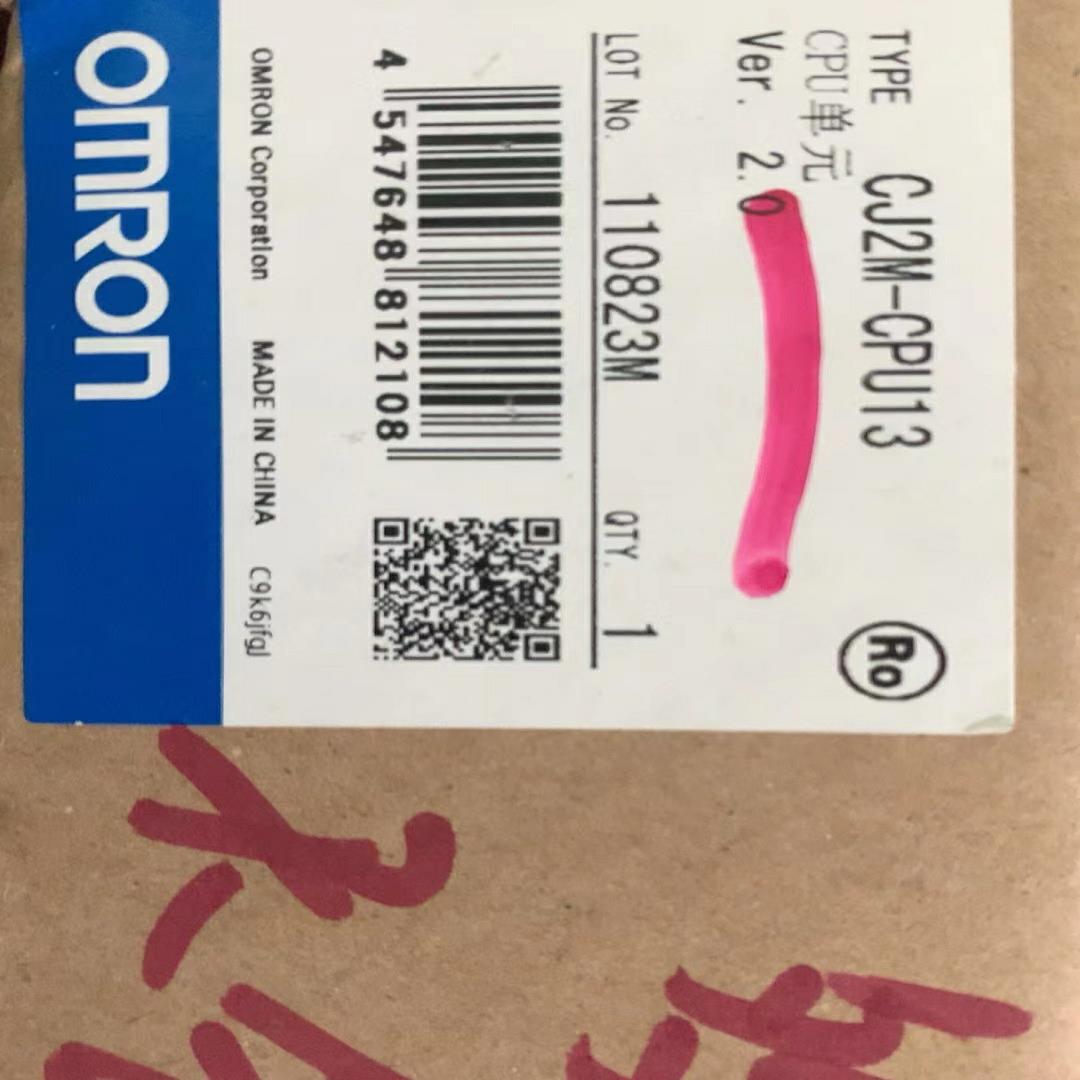 TYPE CJ2M-CPU13
CPU单元
Ver. 2.0
Ro
LOT No. 110823M QTY. 1
4 547648 812108
OMRON Corporation MADE IN CHINA C9k6jfgJ
OMRON